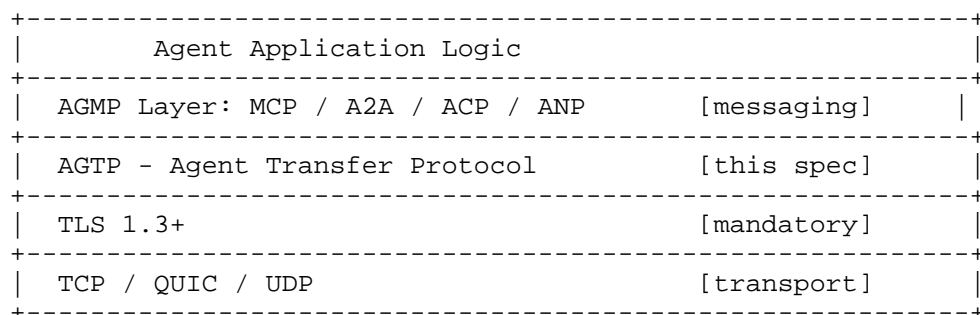 Agent Application Logic
AGMP Layer: MCP / A2A / ACP / ANP [messaging]
AGTP - Agent Transfer Protocol [this spec]
TLS 1.3+ [mandatory]
TCP / QUIC / UDP [transport]